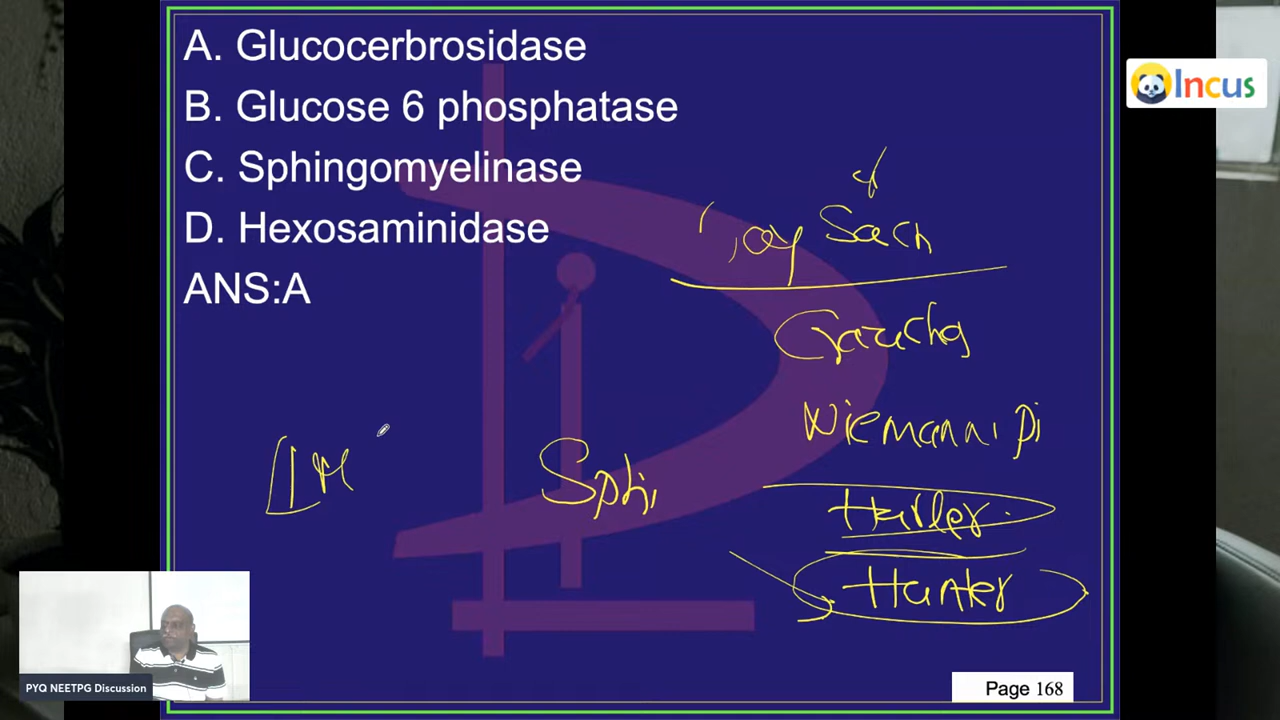 A. Glucocerbrosidase
B. Glucose 6 phosphatase
C. Sphingomyelinase
D. Hexosaminidase
ANS:A
Incus
Tay Sach
Niemann Pi
Sphi
Hurler
Hunter
PYQ NEETPG Discussion
Page 168